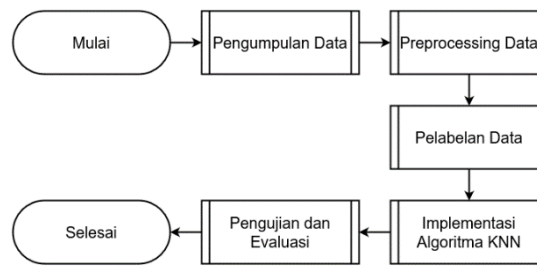 Mulai
Pengumpulan Data
Preprocessing Data
Pelabelan Data
Implementasi
Algoritma KNN
Pengujian dan
Evaluasi
Selesai